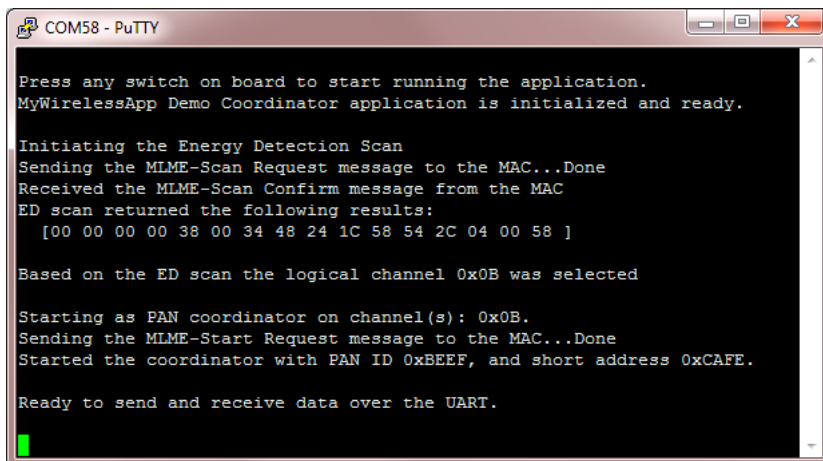 COM58 - PuTTY
Press any switch on board to start running the application.
MyWirelessApp Demo Coordinator application is initialized and ready.
Initiating the Energy Detection Scan
Sending the MLME-Scan Request message to the MAC...Done
Received the MLME-Scan Confirm message from the MAC
ED scan returned the following results:
[00 00 00 00 38 00 34 48 24 1C 58 54 2C 04 00 58 ]
Based on the ED scan the logical channel 0x0B was selected
Starting as PAN coordinator on channel(s): 0x0B.
Sending the MLME-Start Request message to the MAC...Done
Started the coordinator with PAN ID 0xBEEF, and short address 0xCAFE.
Ready to send and receive data over the UART.